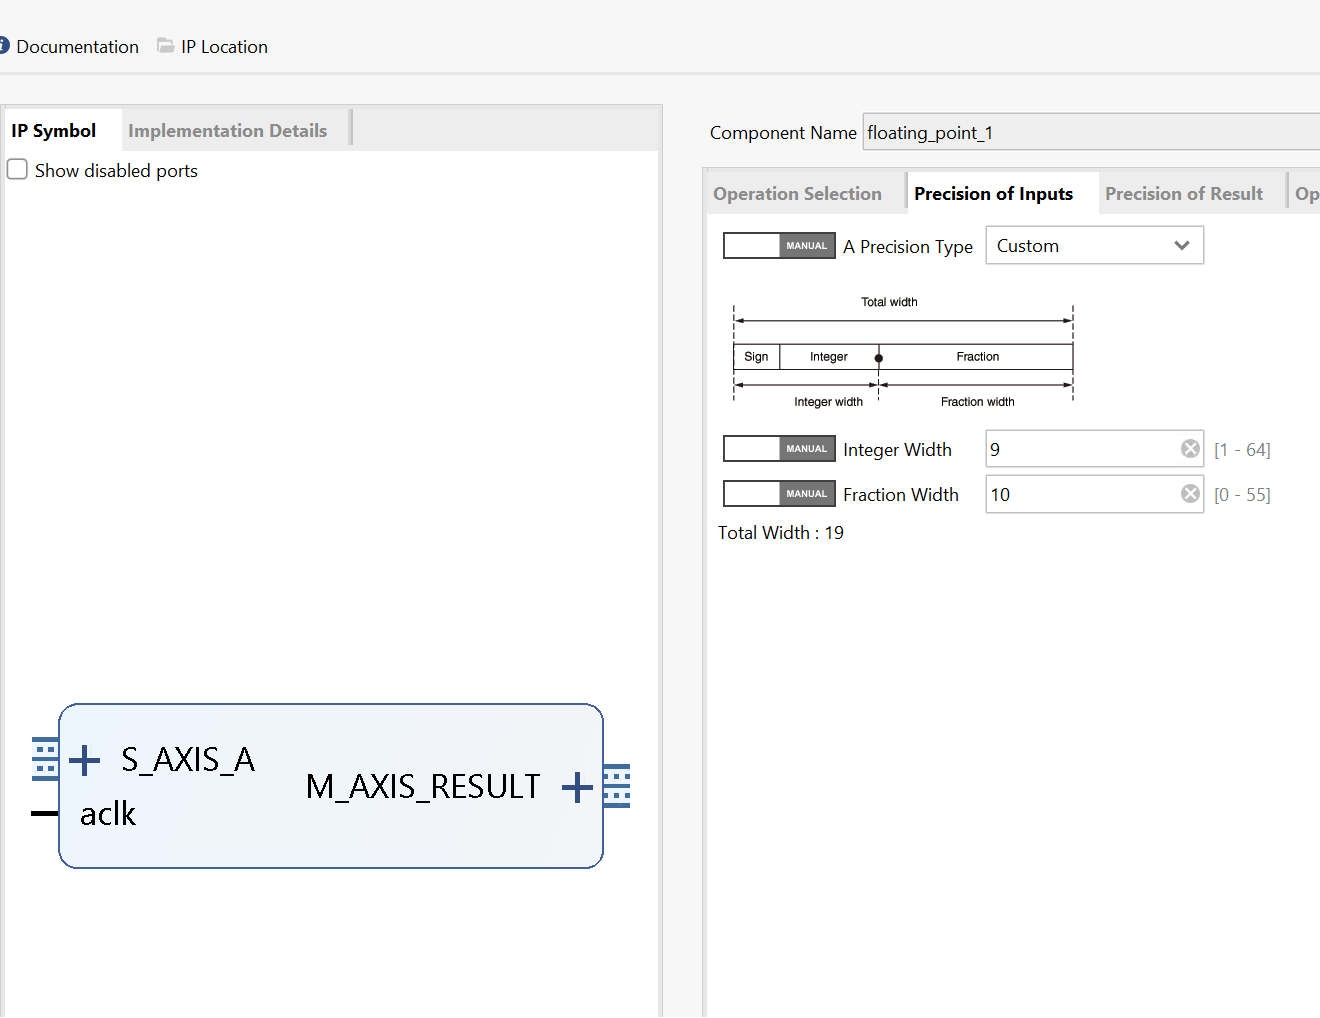 Documentation IP Location
IP Symbol Implementation Details
Show disabled ports
S_AXIS_A
M_AXIS_RESULT
aclk
Component Name floating_point_1
Operation Selection Precision of Inputs Precision of Result Op
MANUAL A Precision Type Custom
Total width
Sign Integer Fraction
Integer width Fraction width
MANUAL Integer Width 9 [1 - 64]
MANUAL Fraction Width 10 [0 - 55]
Total Width : 19